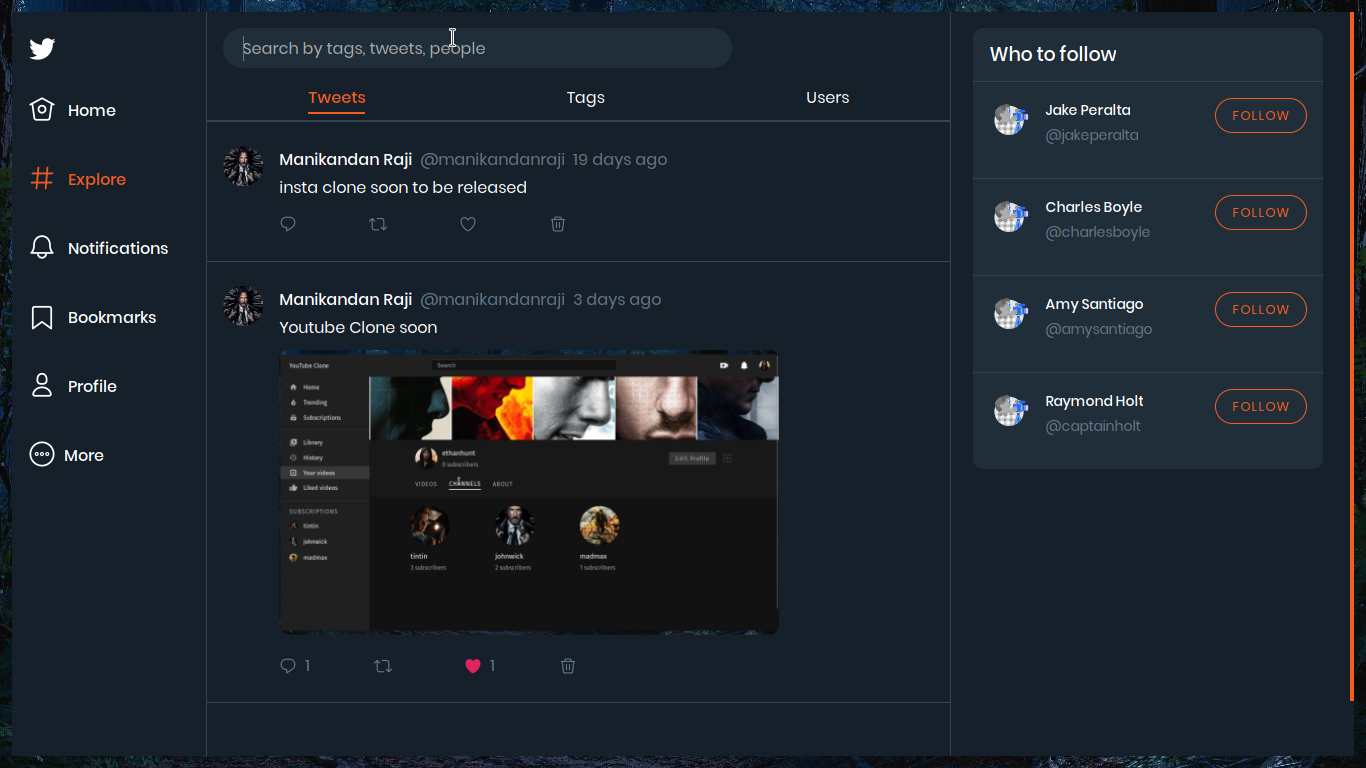 Search by tags, tweets, people
Home
Explore
Notifications
Bookmarks
Profile
More
Tweets Tags Users
Manikandan Raji @manikandanraji 19 days ago
insta clone soon to be released
Manikandan Raji @manikandanraji 3 days ago
Youtube Clone soon
YouTube Clone
Search
Home
Trending
Subscriptions
Library
History
Your videos
Liked videos
SUBSCRIPTIONS
tintin
johnwick
madmax
ethanhunt
0 subscribers
Edit Profile
VIDEOS CHANNELS ABOUT
tintin
3 subscribers
johnwick
2 subscribers
madmax
1 subscribers
1 1
Who to follow
Jake Peralta
@jakeperalta
FOLLOW
Charles Boyle
@charlesboyle
FOLLOW
Amy Santiago
@amysantiago
FOLLOW
Raymond Holt
@captainholt
FOLLOW